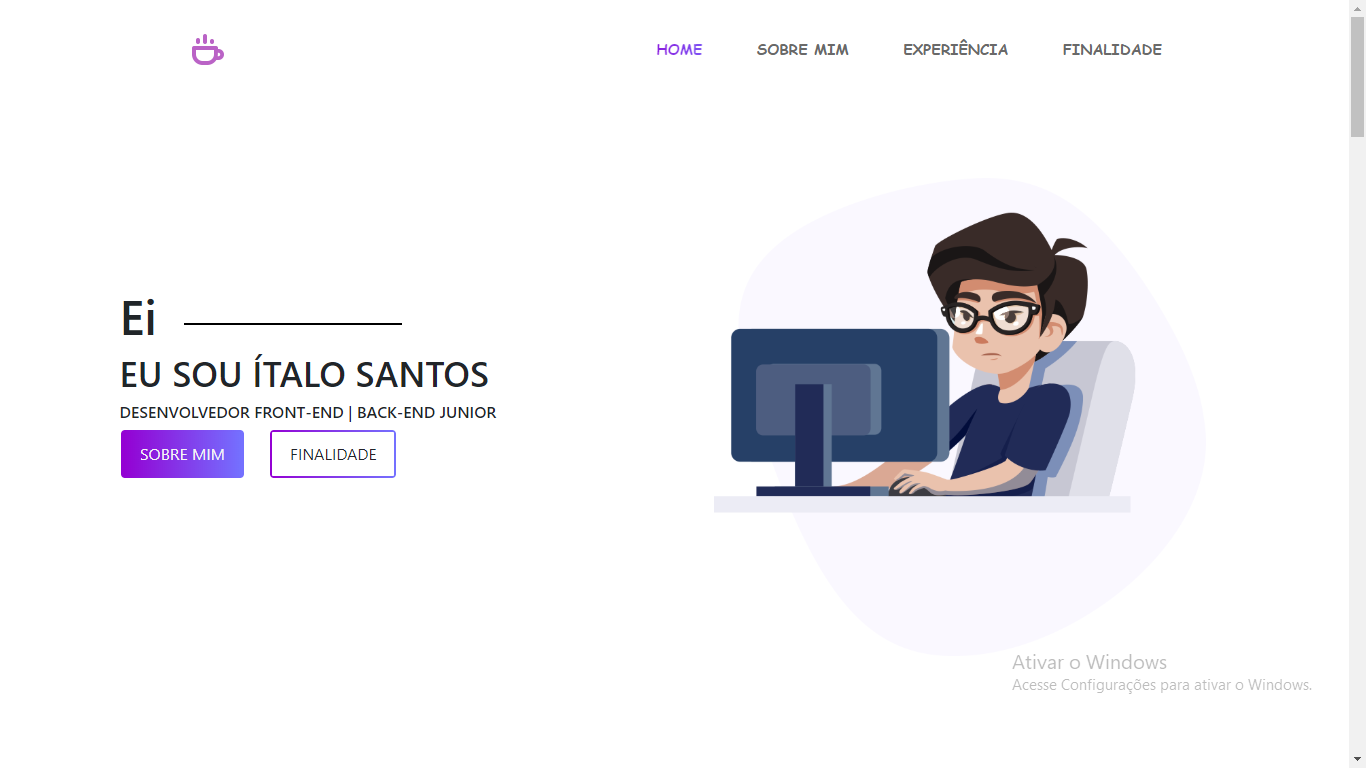 HOME SOBRE MIM EXPERIÊNCIA FINALIDADE
Ei
EU SOU ÍTALO SANTOS
DESENVOLVEDOR FRONT-END | BACK-END JUNIOR
SOBRE MIM FINALIDADE
Ativar o Windows
Acesse Configurações para ativar o Windows.